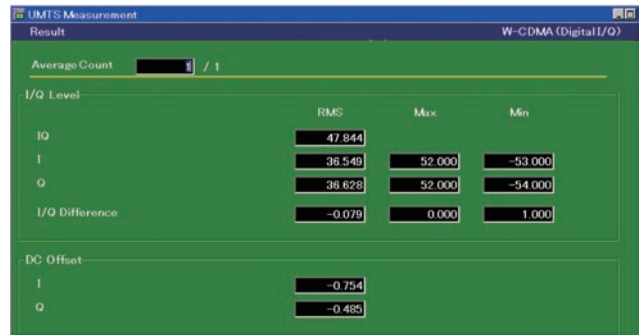 UMTS Measurement
Result W-CDMA (Digital I/Q)
Average Count 1 / 1
I/Q Level
RMS Max Min
IQ 47.844
I 36.549 52.000 -53.000
Q 36.628 52.000 -54.000
I/Q Difference -0.079 0.000 1.000
DC Offset
I -0.754
Q -0.485